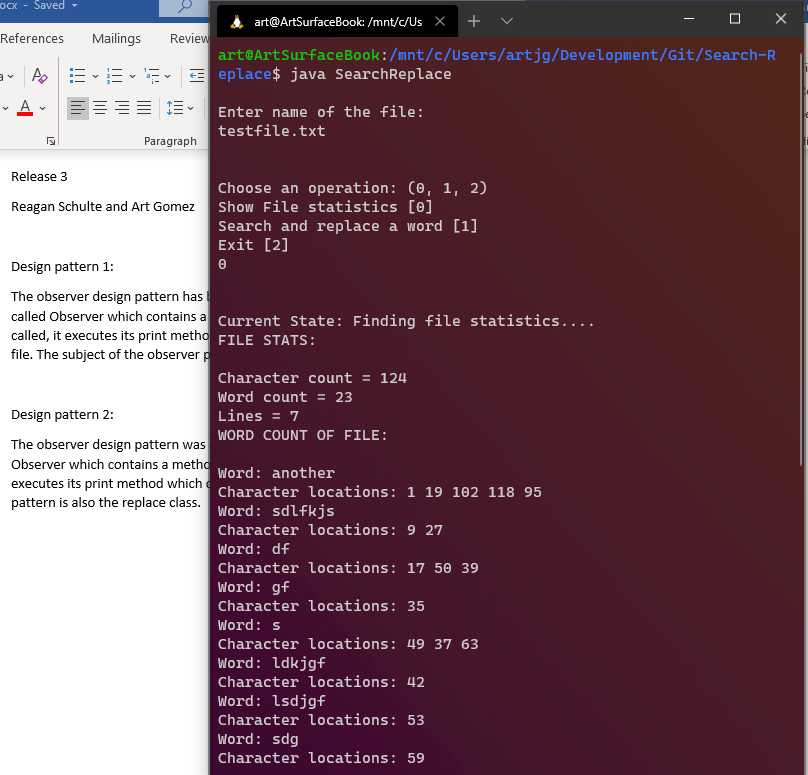 ocx - Saved
References Mailings Review
Paragraph
Release 3
Reagan Schulte and Art Gomez
Design pattern 1:
The observer design pattern has
called Observer which contains a
called, it executes its print metho
file. The subject of the observer p
Design pattern 2:
The observer design pattern was
Observer which contains a metho
executes its print method which
pattern is also the replace class.
art@ArtSurfaceBook: /mnt/c/Us
art@ArtSurfaceBook:/mnt/c/Users/artjg/Development/Git/Search-R
eplace$ java SearchReplace
Enter name of the file:
testfile.txt
Choose an operation: (0, 1, 2)
Show File statistics [0]
Search and replace a word [1]
Exit [2]
0
Current State: Finding file statistics....
FILE STATS:
Character count = 124
Word count = 23
Lines = 7
WORD COUNT OF FILE:
Word: another
Character locations: 1 19 102 118 95
Word: sdlfkjs
Character locations: 9 27
Word: df
Character locations: 17 50 39
Word: gf
Character locations: 35
Word: s
Character locations: 49 37 63
Word: ldkjgf
Character locations: 42
Word: lsdjgf
Character locations: 53
Word: sdg
Character locations: 59